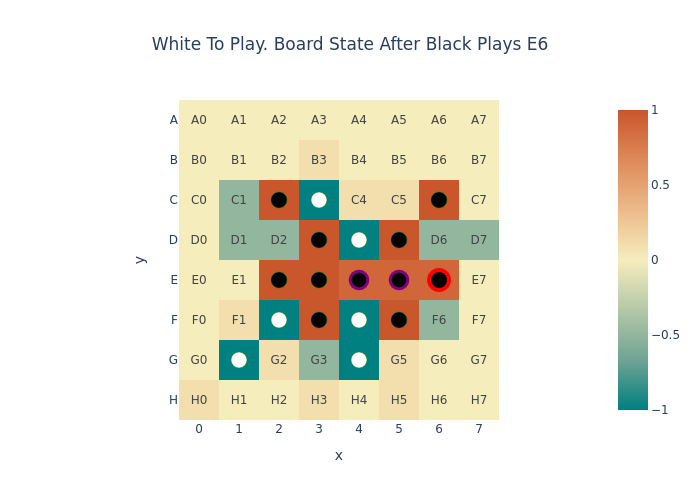 White To Play. Board State After Black Plays E6
A A0 A1 A2 A3 A4 A5 A6 A7 1
B B0 B1 B2 B3 B4 B5 B6 B7
C C0 C1 C4 C5 C7 0.5
D D0 D1 D2 D6 D7
y E E0 E1 E7 0
F F0 F1 F6 F7 −0.5
G G0 G2 G3 G5 G6 G7
H H0 H1 H2 H3 H4 H5 H6 H7 −1
0 1 2 3 4 5 6 7
x